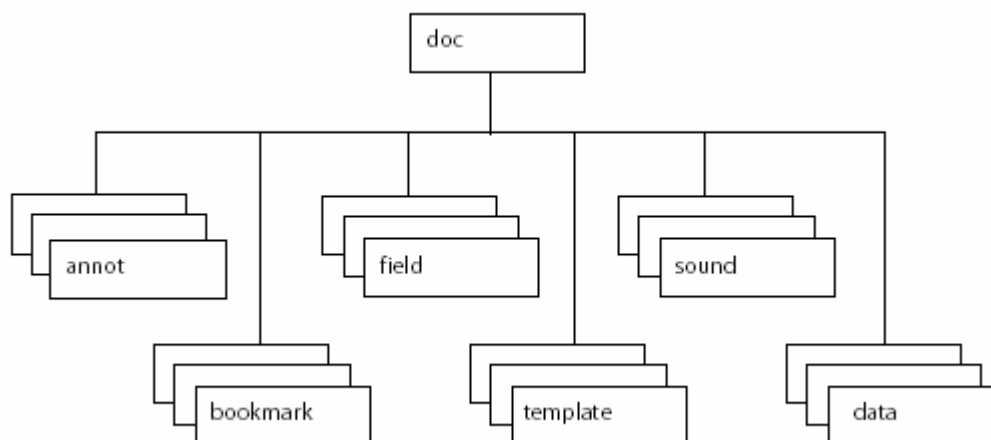 doc
annot
field
sound
bookmark
template
data